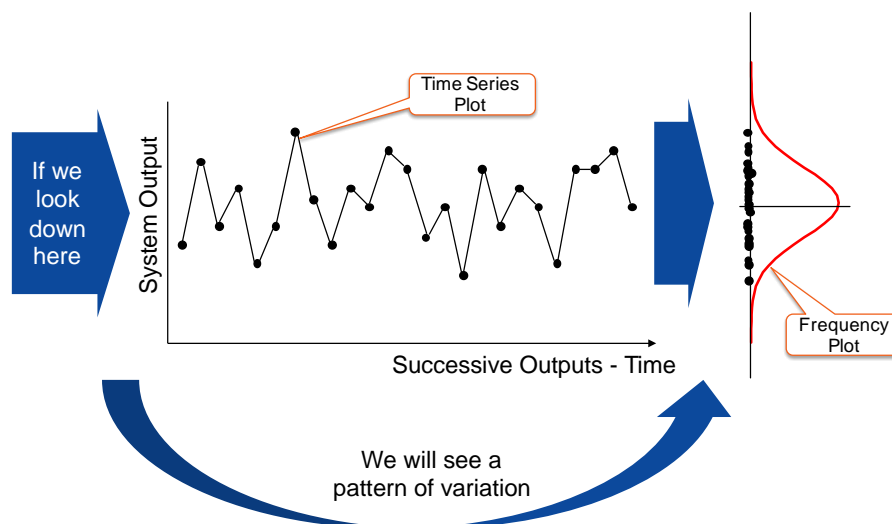 If we
look
down
here
System Output
Time Series
Plot
Successive Outputs - Time
Frequency
Plot
We will see a
pattern of variation